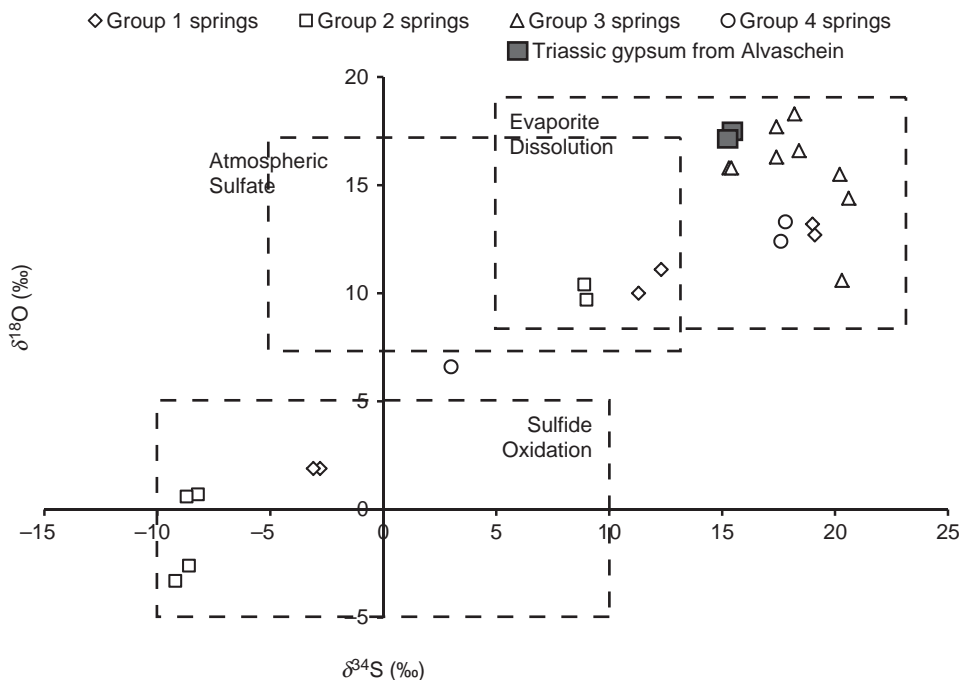 Group 1 springs Group 2 springs Group 3 springs Group 4 springs
Triassic gypsum from Alvaschein
20
Evaporite
Dissolution
Atmospheric
Sulfate
15
10
δ18O (‰)
5
Sulfide
Oxidation
0
–15 –10 –5 0 5 10 15 20 25
–5
δ34S (‰)